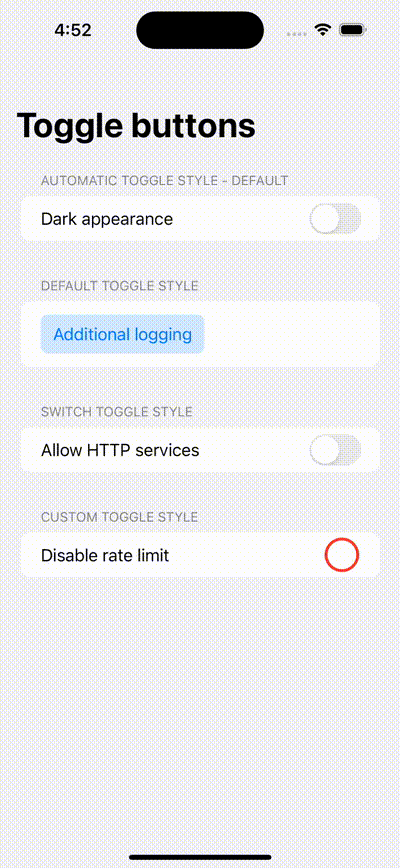 4:52
Toggle buttons
AUTOMATIC TOGGLE STYLE - DEFAULT
Dark appearance
DEFAULT TOGGLE STYLE
Additional logging
SWITCH TOGGLE STYLE
Allow HTTP services
CUSTOM TOGGLE STYLE
Disable rate limit